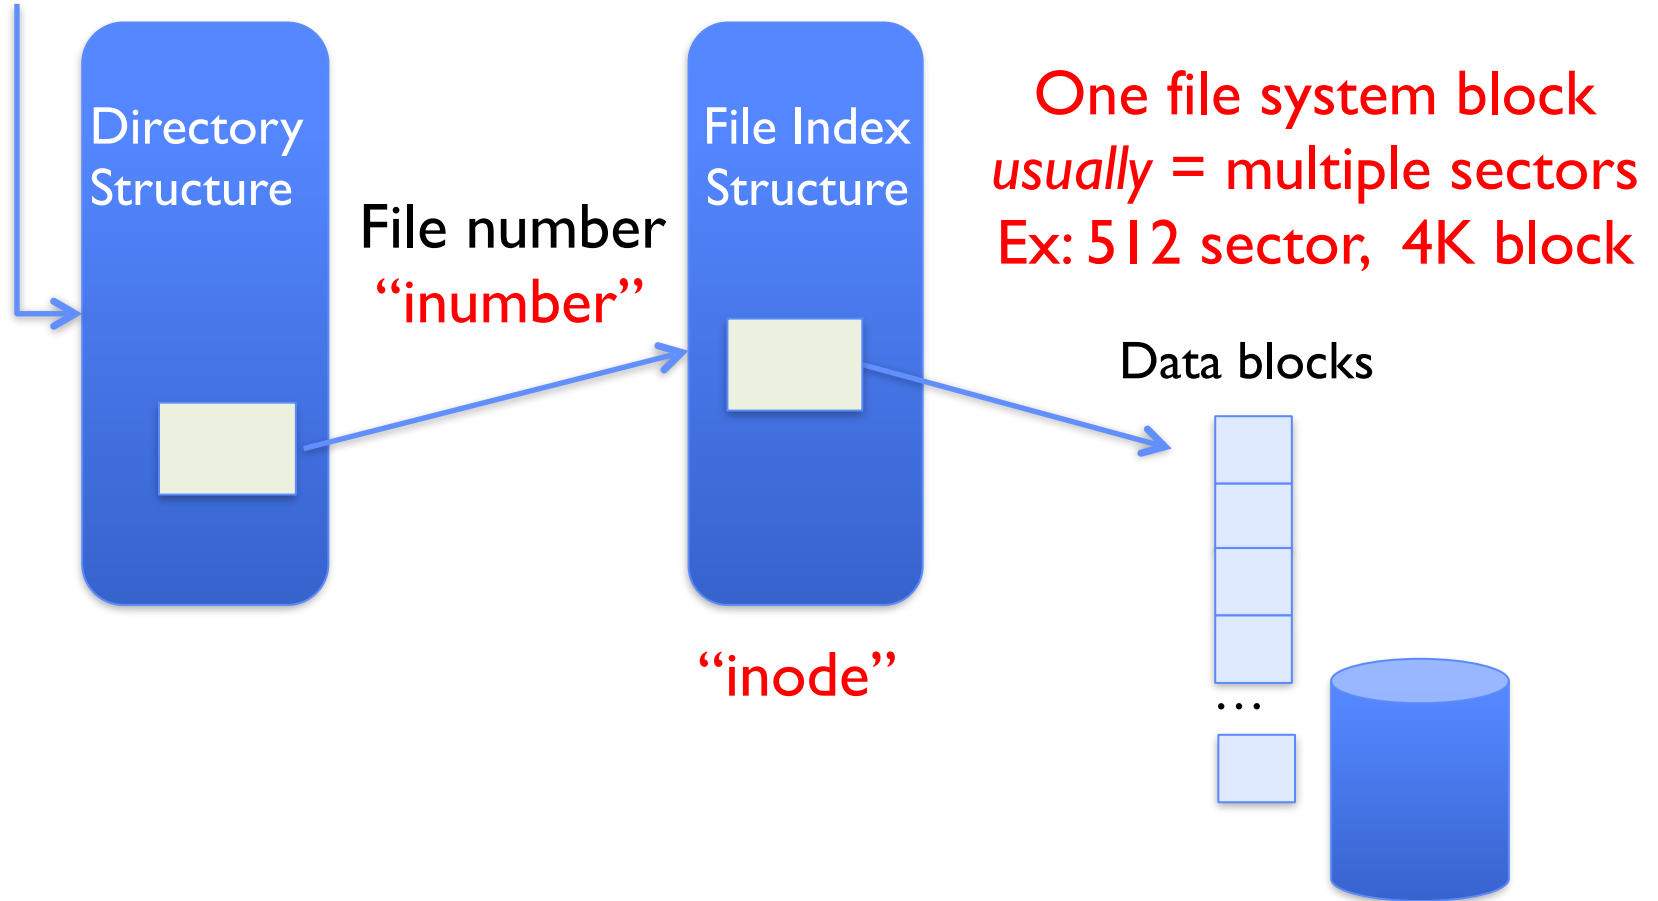 Directory
Structure
File number
“inumber”
File Index
Structure
“inode”
One file system block
usually = multiple sectors
Ex: 512 sector, 4K block
Data blocks
...